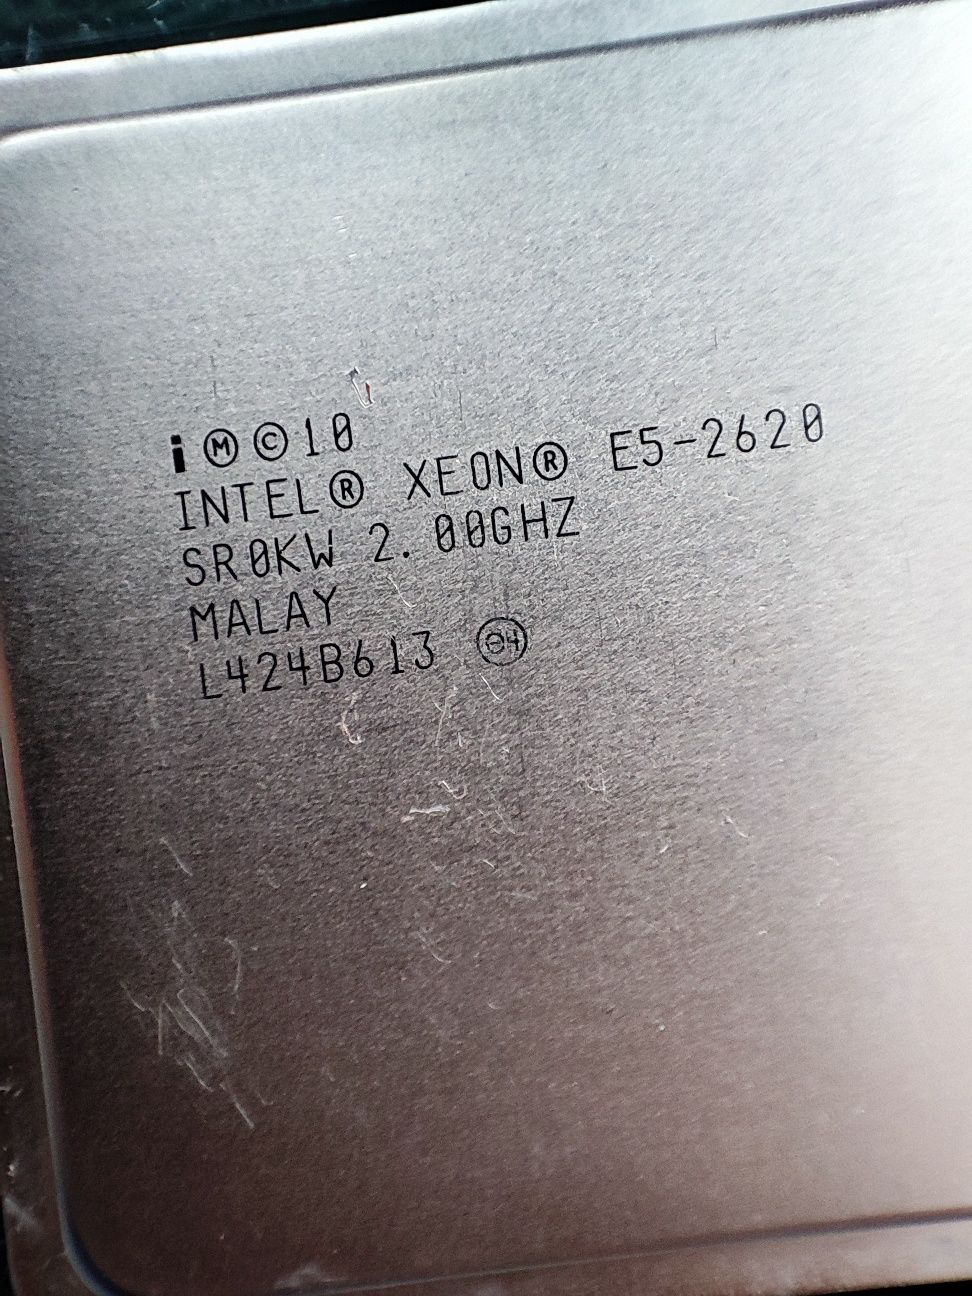 i Ⓜ©10
INTEL® XEON® E5-2620
SR0KW 2.00GHZ
MALAY
L424B613 e4